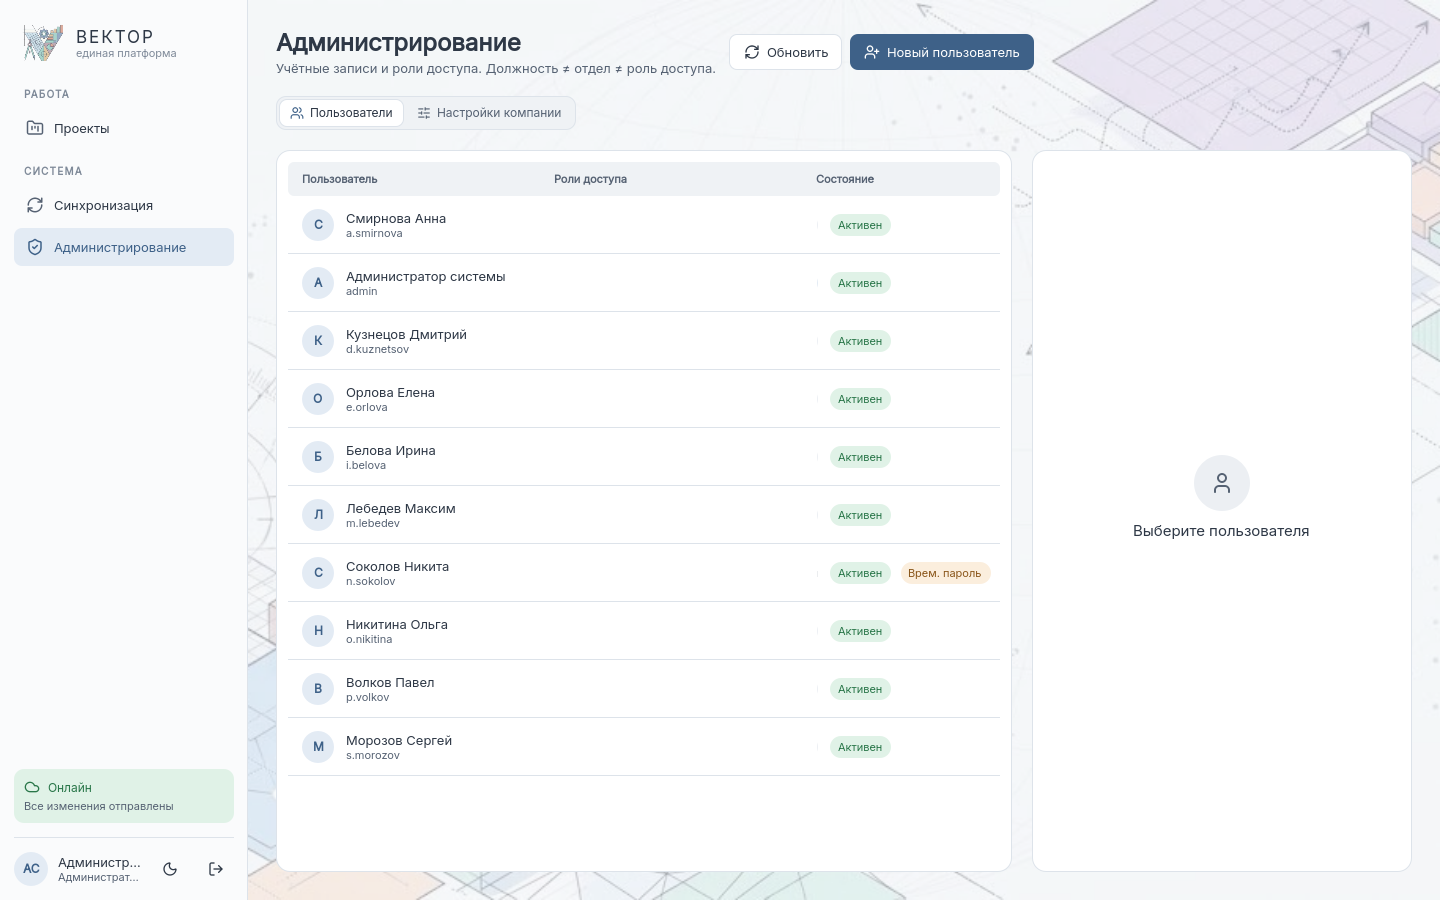 ВЕКТОР
единая платформа
РАБОТА
Проекты
СИСТЕМА
Синхронизация
Администрирование
Онлайн
Все изменения отправлены
АС
Администр...
Администрат...
Администрирование
Учётные записи и роли доступа. Должность ≠ отдел ≠ роль доступа.
Обновить
Новый пользователь
Пользователи
Настройки компании
Пользователь Роли доступа Состояние
С Смирнова Анна Активен
a.smirnova
А Администратор системы Активен
admin
К Кузнецов Дмитрий Активен
d.kuznetsov
О Орлова Елена Активен
e.orlova
Б Белова Ирина Активен
i.belova
Л Лебедев Максим Активен
m.lebedev
С Соколов Никита Активен Врем. пароль
n.sokolov
Н Никитина Ольга Активен
o.nikitina
В Волков Павел Активен
p.volkov
М Морозов Сергей Активен
s.morozov
Выберите пользователя